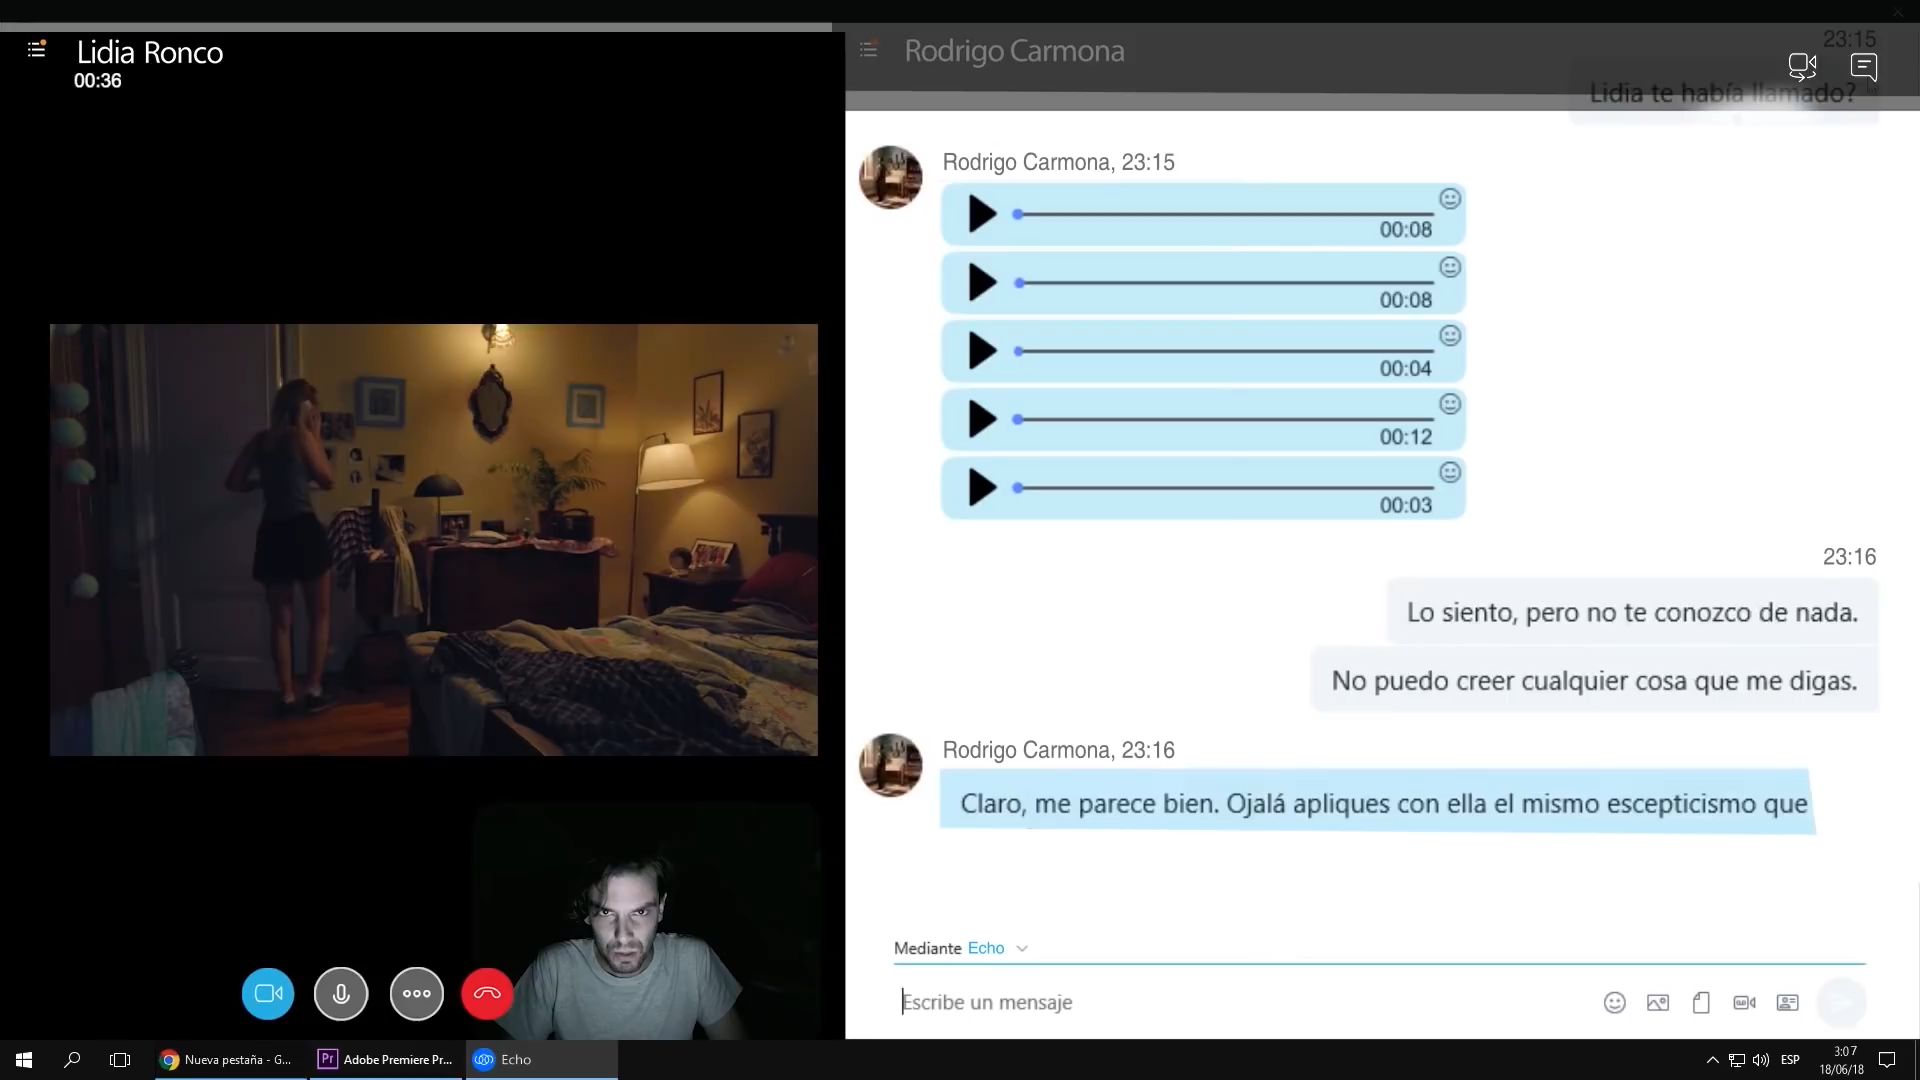 Lidia Ronco
00:36
Rodrigo Carmona
23:15
Lidia te había llamado?
Rodrigo Carmona, 23:15
00:08
00:08
00:04
00:12
00:03
23:16
Lo siento, pero no te conozco de nada.
No puedo creer cualquier cosa que me digas.
Rodrigo Carmona, 23:16
Claro, me parece bien. Ojalá apliques con ella el mismo escepticismo que
Mediante Echo
Escribe un mensaje
Nueva pestaña - G...
Pr Adobe Premiere Pr...
Echo
ESP
3:07
18/06/18